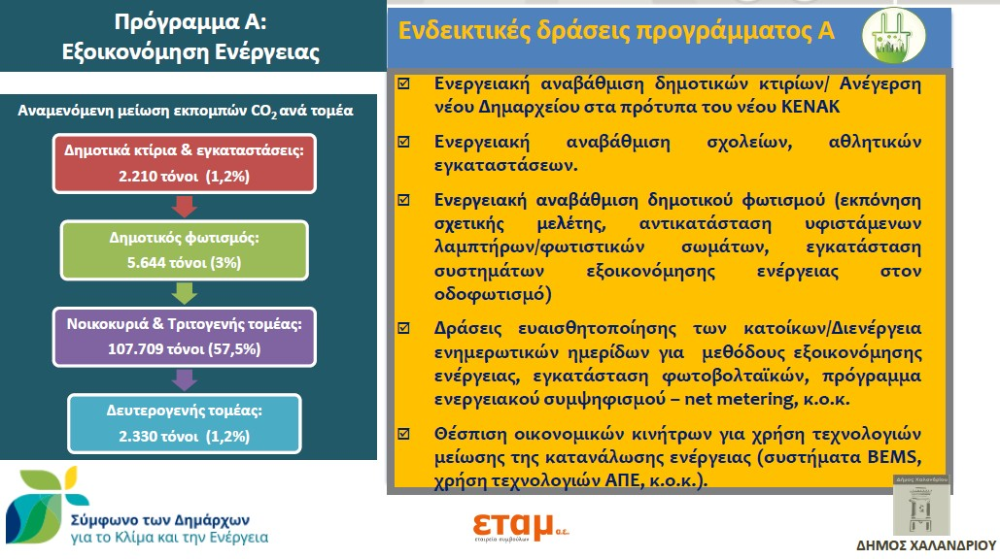 Πρόγραμμα Α:
Εξοικονόμηση Ενέργειας
Αναμενόμενη μείωση εκπομπών CO2 ανά τομέα
Δημοτικά κτίρια & εγκαταστάσεις:
2.210 τόνοι (1,2%)
Δημοτικός φωτισμός:
5.644 τόνοι (3%)
Νοικοκυριά & Τριτογενής τομέας:
107.709 τόνοι (57,5%)
Δευτερογενής τομέας:
2.330 τόνοι (1,2%)
Σύμφωνο των Δημάρχων
για το Κλίμα και την Ενέργεια
Ενδεικτικές δράσεις προγράμματος Α
Ενεργειακή αναβάθμιση δημοτικών κτιρίων/ Ανέγερση
νέου Δημαρχείου στα πρότυπα του νέου ΚΕΝΑΚ
Ενεργειακή αναβάθμιση σχολείων, αθλητικών
εγκαταστάσεων.
Ενεργειακή αναβάθμιση δημοτικού φωτισμού (εκπόνηση
σχετικής μελέτης, αντικατάσταση υφιστάμενων
λαμπτήρων/φωτιστικών σωμάτων, εγκατάσταση
συστημάτων εξοικονόμησης ενέργειας στον
οδοφωτισμό)
Δράσεις ευαισθητοποίησης των κατοίκων/Διενέργεια
ενημερωτικών ημερίδων για μεθόδους εξοικονόμησης
ενέργειας, εγκατάσταση φωτοβολταϊκών, πρόγραμμα
ενεργειακού συμψηφισμού – net metering, κ.ο.κ.
Θέσπιση οικονομικών κινήτρων για χρήση τεχνολογιών
μείωσης της κατανάλωσης ενέργειας (συστήματα BEMS,
χρήση τεχνολογιών ΑΠΕ, κ.ο.κ.).
εταμ α.ε.
εταιρεία συμβούλων
Δήμος Χαλανδρίου
ΔΗΜΟΣ ΧΑΛΑΝΔΡΙΟΥ